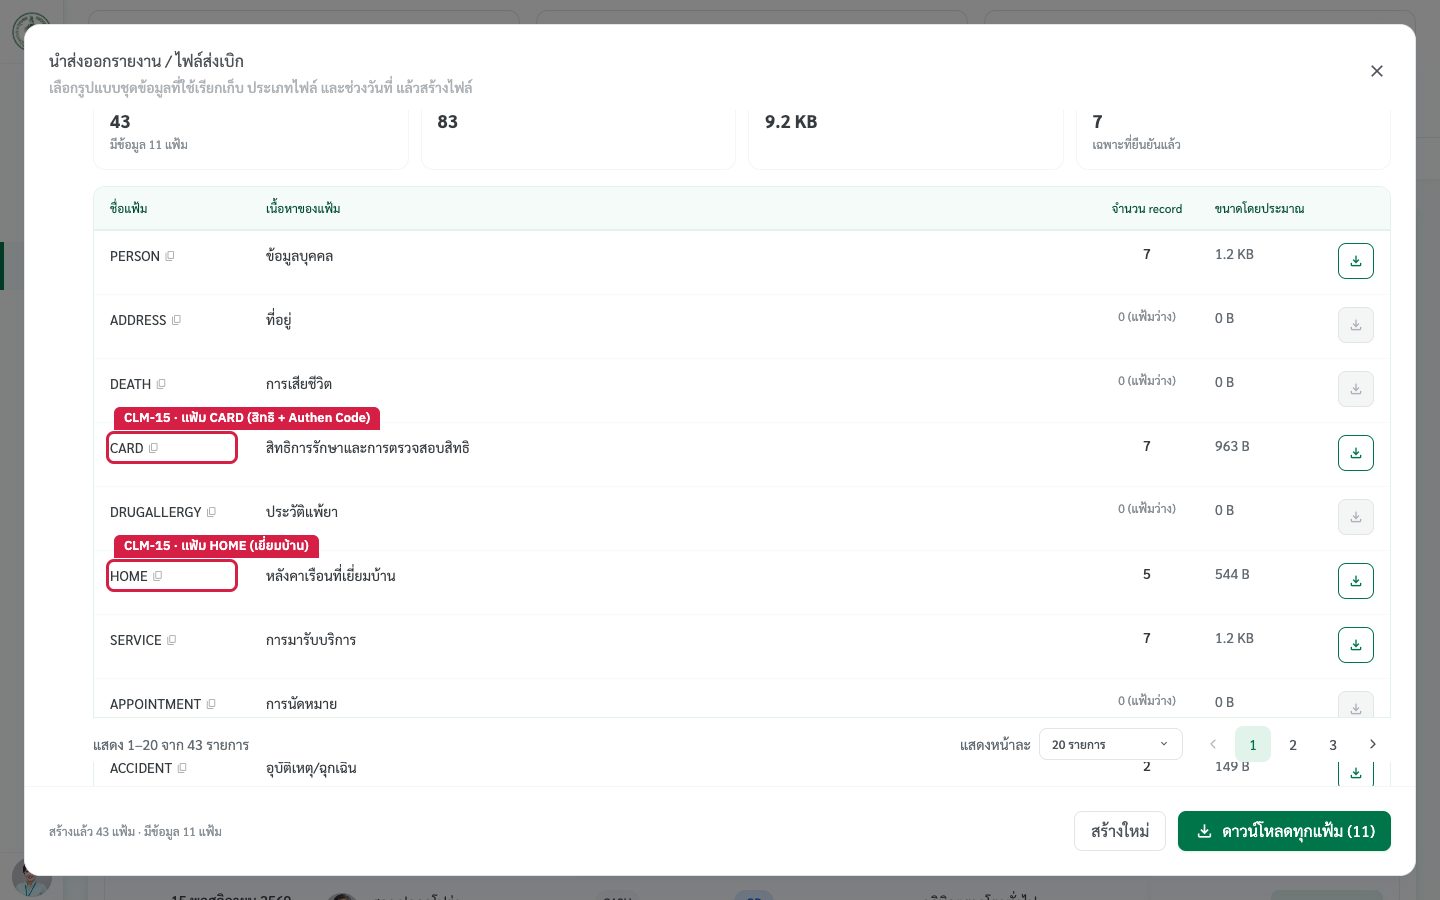 นำส่งออกรายงาน / ไฟล์ส่งเบิก
เลือกรูปแบบชุดข้อมูลที่ใช้เรียกเก็บ ประเภทไฟล์ และช่วงวันที่ แล้วสร้างไฟล์
43 83 9.2 KB 7
มีข้อมูล 11 แฟ้ม เฉพาะที่ยืนยันแล้ว
ชื่อแฟ้ม เนื้อหาของแฟ้ม จำนวน record ขนาดโดยประมาณ
PERSON ข้อมูลบุคคล 7 1.2 KB
ADDRESS ที่อยู่ 0 (แฟ้มว่าง) 0 B
DEATH การเสียชีวิต 0 (แฟ้มว่าง) 0 B
CLM-15 · แฟ้ม CARD (สิทธิ + Authen Code)
CARD สิทธิการรักษาและการตรวจสอบสิทธิ 7 963 B
DRUGALLERGY ประวัติแพ้ยา 0 (แฟ้มว่าง) 0 B
CLM-15 · แฟ้ม HOME (เยี่ยมบ้าน)
HOME หลังคาเรือนที่เยี่ยมบ้าน 5 544 B
SERVICE การมารับบริการ 7 1.2 KB
APPOINTMENT การนัดหมาย 0 (แฟ้มว่าง) 0 B
แสดง 1–20 จาก 43 รายการ แสดงหน้าละ 20 รายการ 1 2 3
ACCIDENT อุบัติเหตุ/ฉุกเฉิน 2 149 B
สร้างแล้ว 43 แฟ้ม · มีข้อมูล 11 แฟ้ม สร้างใหม่ ดาวน์โหลดทุกแฟ้ม (11)